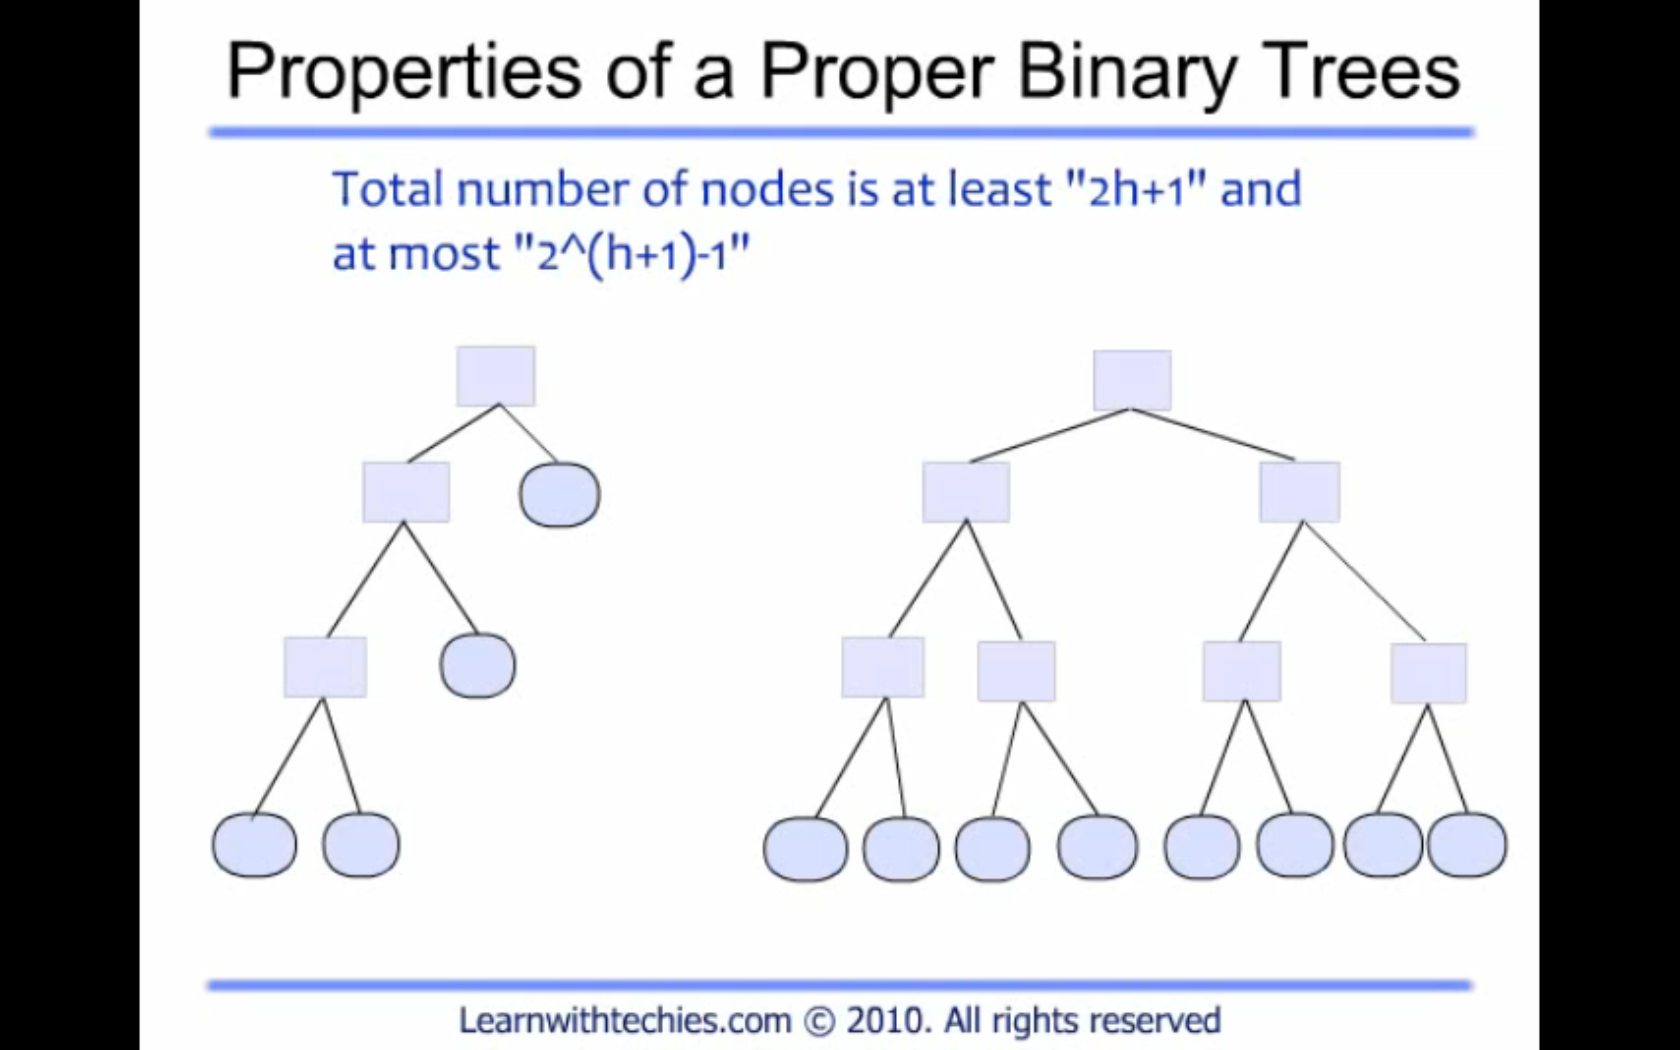 Properties of a Proper Binary Trees
Total number of nodes is at least "2h+1" and
at most "2^(h+1)-1"
Learnwithtechies.com © 2010. All rights reserved